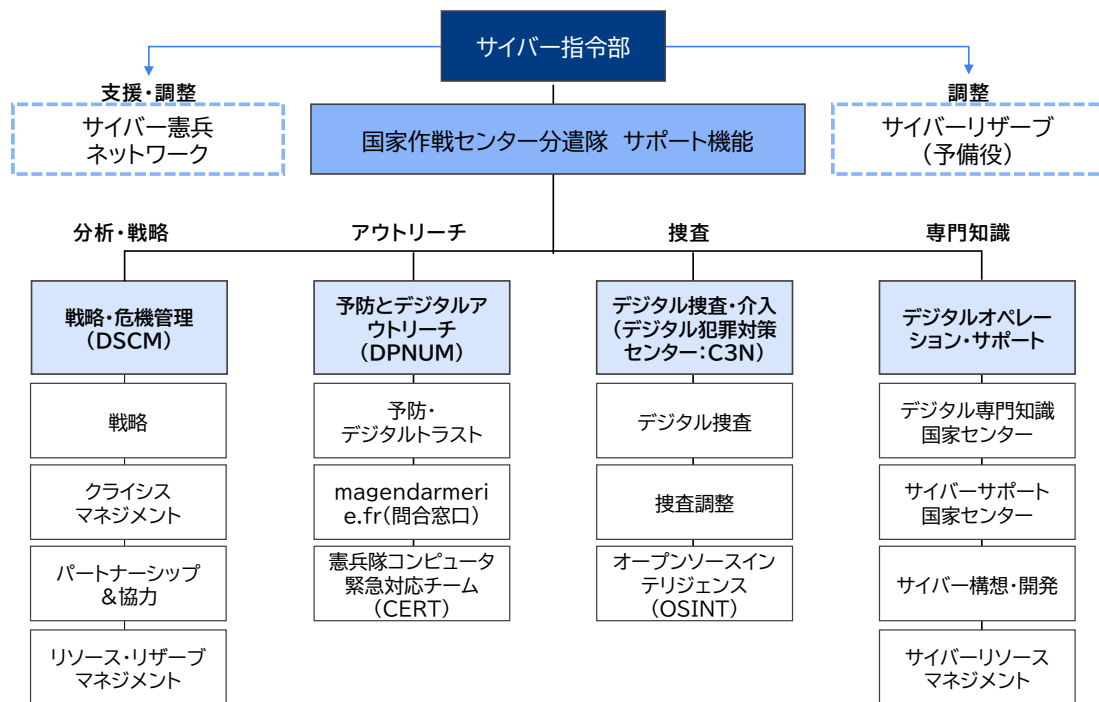 サイバー指令部
支援・調整
サイバー憲兵
ネットワーク
国家作戦センター分遣隊 サポート機能
調整
サイバーリザーブ
(予備役)
分析・戦略
アウトリーチ
捜査
専門知識
戦略・危機管理
(DSCM)
戦略
クライシス
マネジメント
パートナーシップ
&協力
リソース・リザーブ
マネジメント
予防とデジタルア
ウトリーチ
(DPNUM)
予防・
デジタルトラスト
magendarmeri
e.fr(問合窓口)
憲兵隊コンピュータ
緊急対応チーム
(CERT)
デジタル捜査・介入
(デジタル犯罪対策
センター:C3N)
デジタル捜査
捜査調整
オープンソースイン
テリジェンス
(OSINT)
デジタルオペレー
ション・サポート
デジタル専門知識
国家センター
サイバーサポート
国家センター
サイバー構想・開発
サイバーリソース
マネジメント